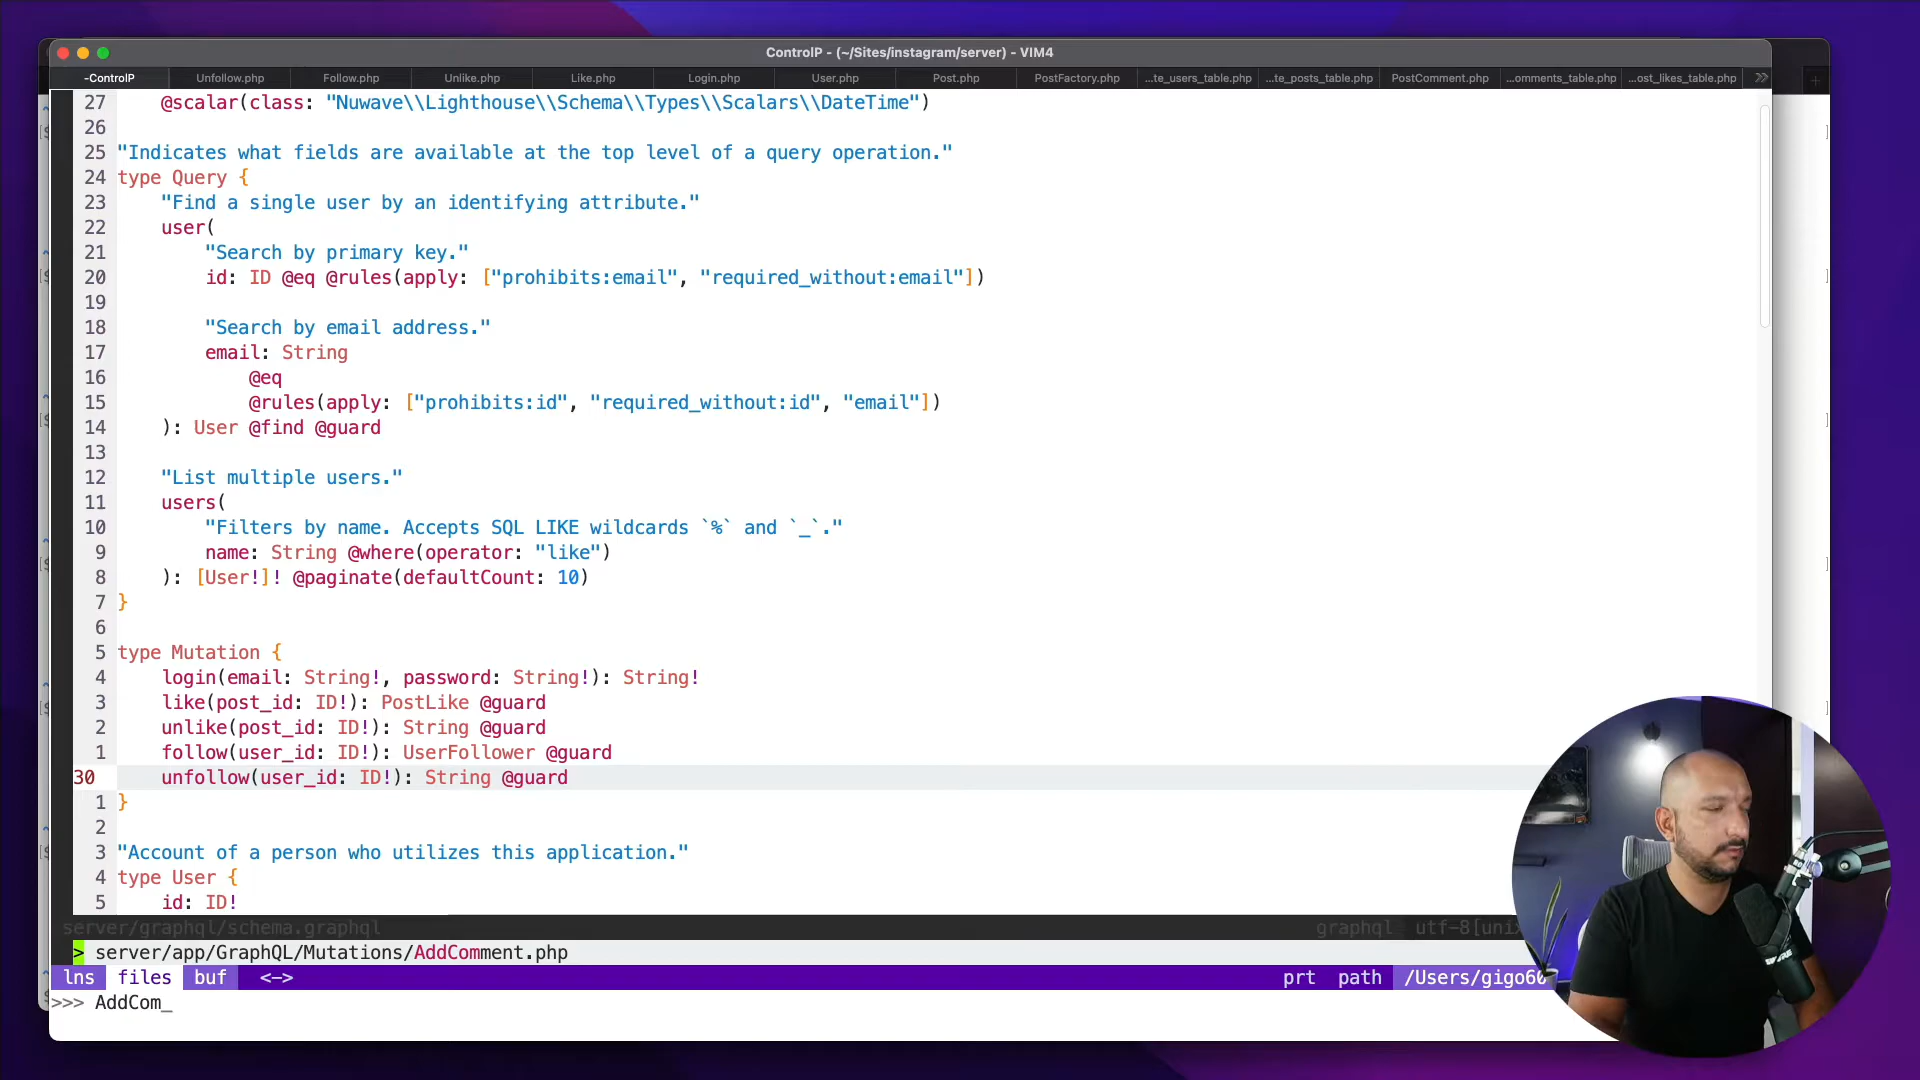 ControlP - (~/Sites/instagram/server) - VIM4
-ControlP Unfollow.php Follow.php Unlike.php Like.php Login.php User.php Post.php PostFactory.php ...te_users_table.php ...te_posts_table.php PostComment.php ...omments_table.php ...ost_likes_table.php
27 @scalar(class: "Nuwave\\Lighthouse\\Schema\\Types\\Scalars\\DateTime")
26
25 "Indicates what fields are available at the top level of a query operation."
24 type Query {
23 "Find a single user by an identifying attribute."
22 user(
21 "Search by primary key."
20 id: ID @eq @rules(apply: ["prohibits:email", "required_without:email"])
19
18 "Search by email address."
17 email: String
16 @eq
15 @rules(apply: ["prohibits:id", "required_without:id", "email"])
14 ): User @find @guard
13
12 "List multiple users."
11 users(
10 "Filters by name. Accepts SQL LIKE wildcards `%` and `_`."
9 name: String @where(operator: "like")
8 ): [User!]! @paginate(defaultCount: 10)
7 }
6
5 type Mutation {
4 login(email: String!, password: String!): String!
3 like(post_id: ID!): PostLike @guard
2 unlike(post_id: ID!): String @guard
1 follow(user_id: ID!): UserFollower @guard
30 unfollow(user_id: ID!): String @guard
1 }
2
3 "Account of a person who utilizes this application."
4 type User {
5 id: ID!
server/graphql/schema.graphql graphql utf-8[unix
> server/app/GraphQL/Mutations/AddComment.php
lns files buf <-> prt path /Users/gigo60
>>> AddCom_